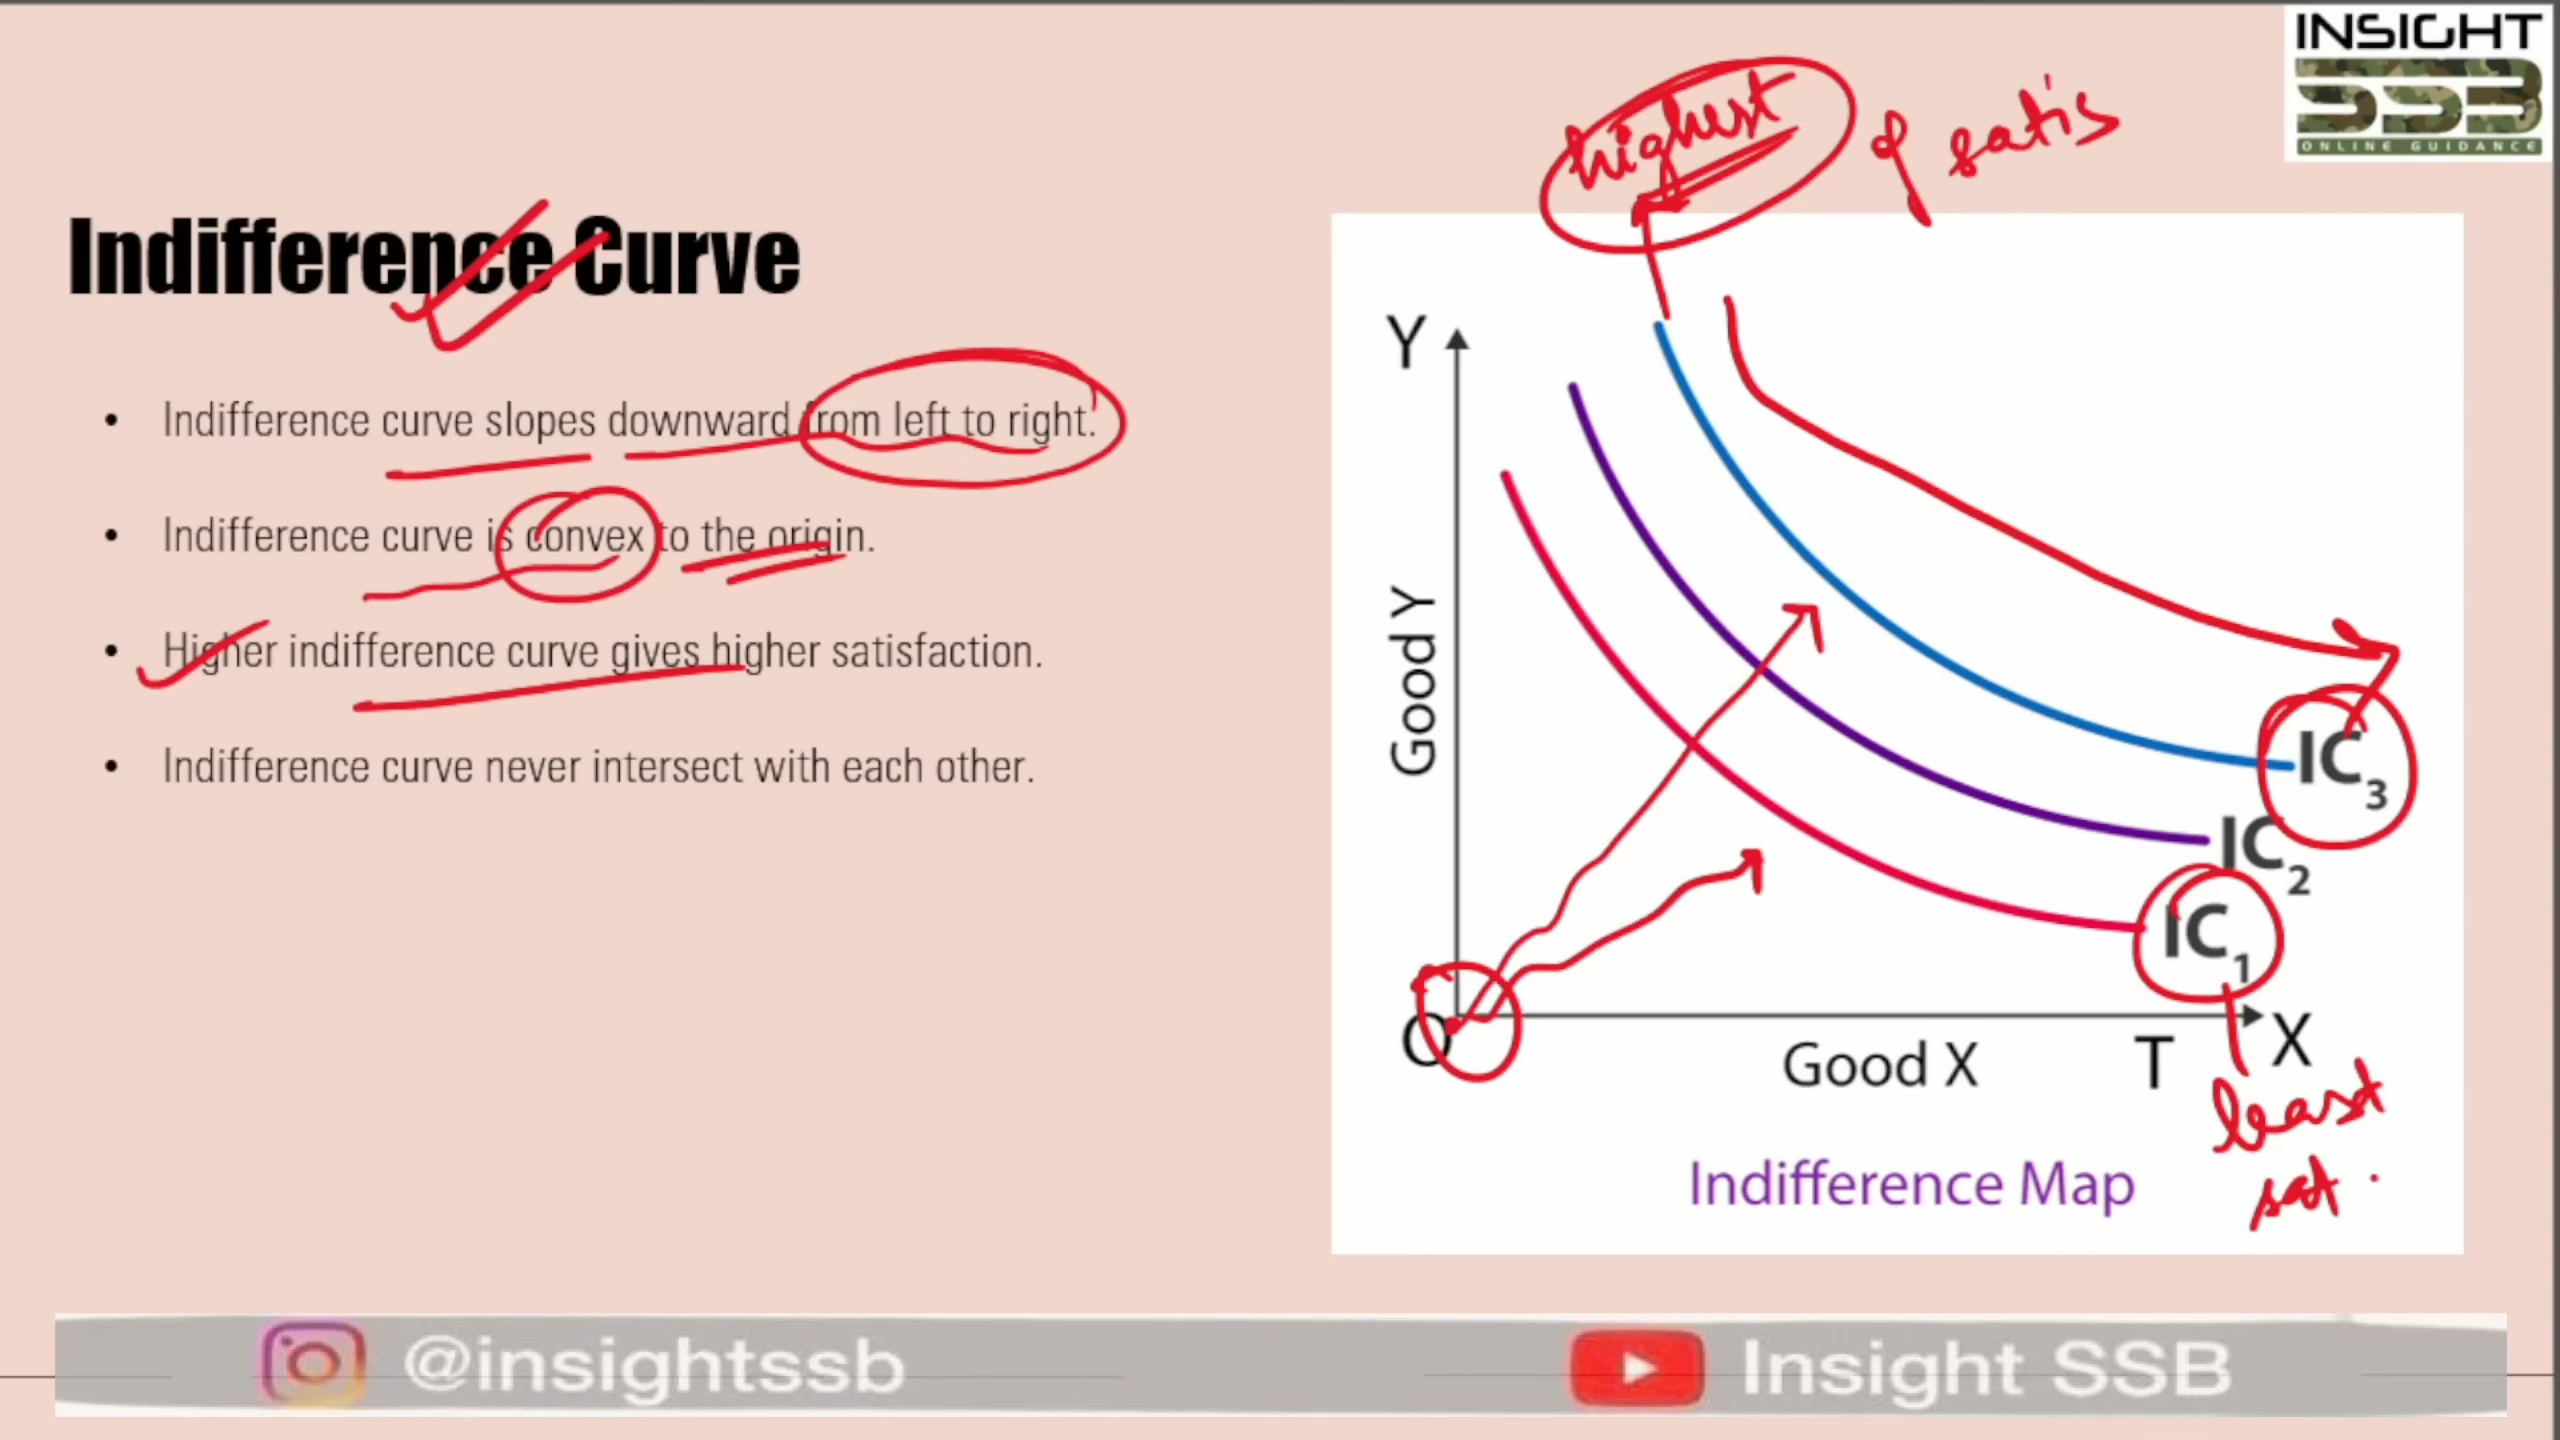 INSIGHT
SSB
ONLINE GUIDANCE
highest of satis
Indifference Curve
• Indifference curve slopes downward from left to right.
• Indifference curve is convex to the origin.
• Higher indifference curve gives higher satisfaction.
• Indifference curve never intersect with each other.
Y
Good Y
IC3
IC2
IC1
O
Good X
T
X
least
sat.
Indifference Map
@insightssb
Insight SSB